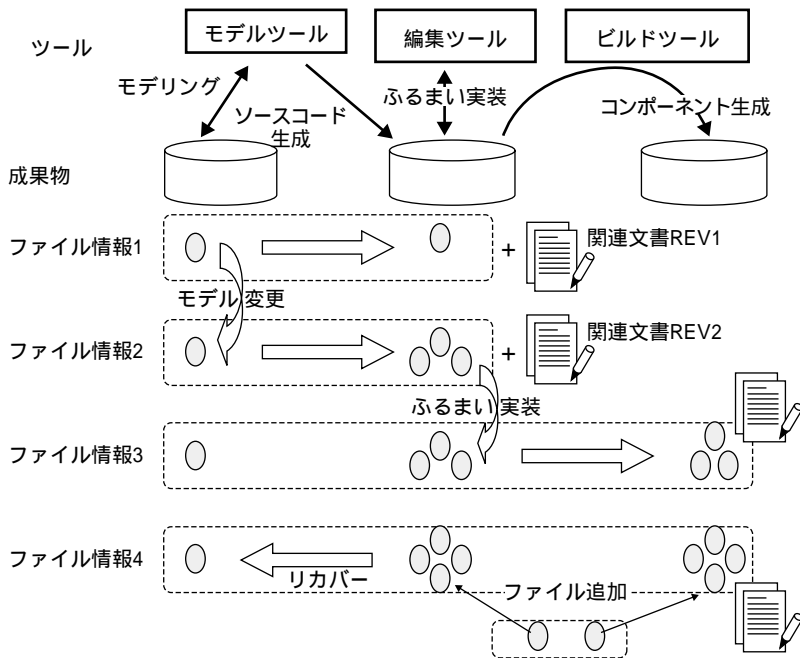 ツール
モデルツール
編集ツール
ビルドツール
モデリング
ソースコード
生成
ふるまい実装
コンポーネント生成
成果物
ファイル情報1
+
関連文書REV1
モデル変更
ファイル情報2
+
関連文書REV2
ふるまい実装
ファイル情報3
ファイル情報4
リカバー
ファイル追加